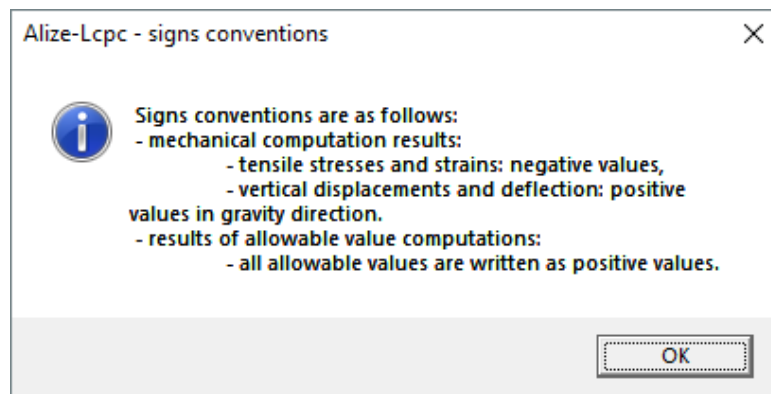 Alize-Lcpc - signs conventions
Signs conventions are as follows:
- mechanical computation results:
- tensile stresses and strains: negative values,
- vertical displacements and deflection: positive
values in gravity direction.
- results of allowable value computations:
- all allowable values are written as positive values.
OK